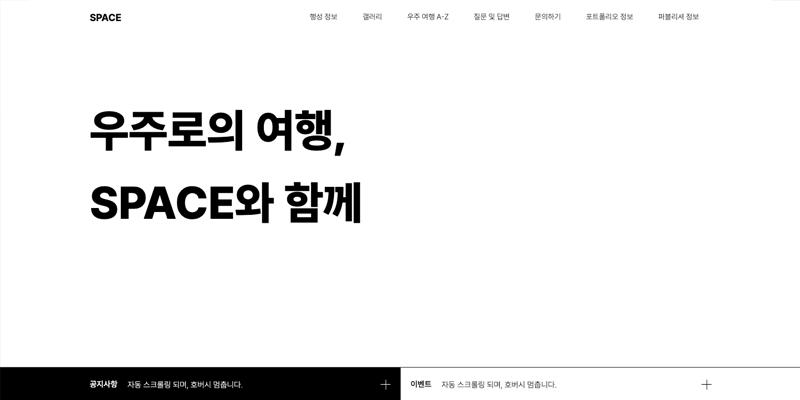 SPACE
행성 정보
갤러리
우주 여행 A-Z
질문 및 답변
문의하기
포트폴리오 정보
퍼블리셔 정보
우주로의 여행,
SPACE와 함께
공지사항 자동 스크롤링 되며, 호버시 멈춥니다.
이벤트 자동 스크롤링 되며, 호버시 멈춥니다.